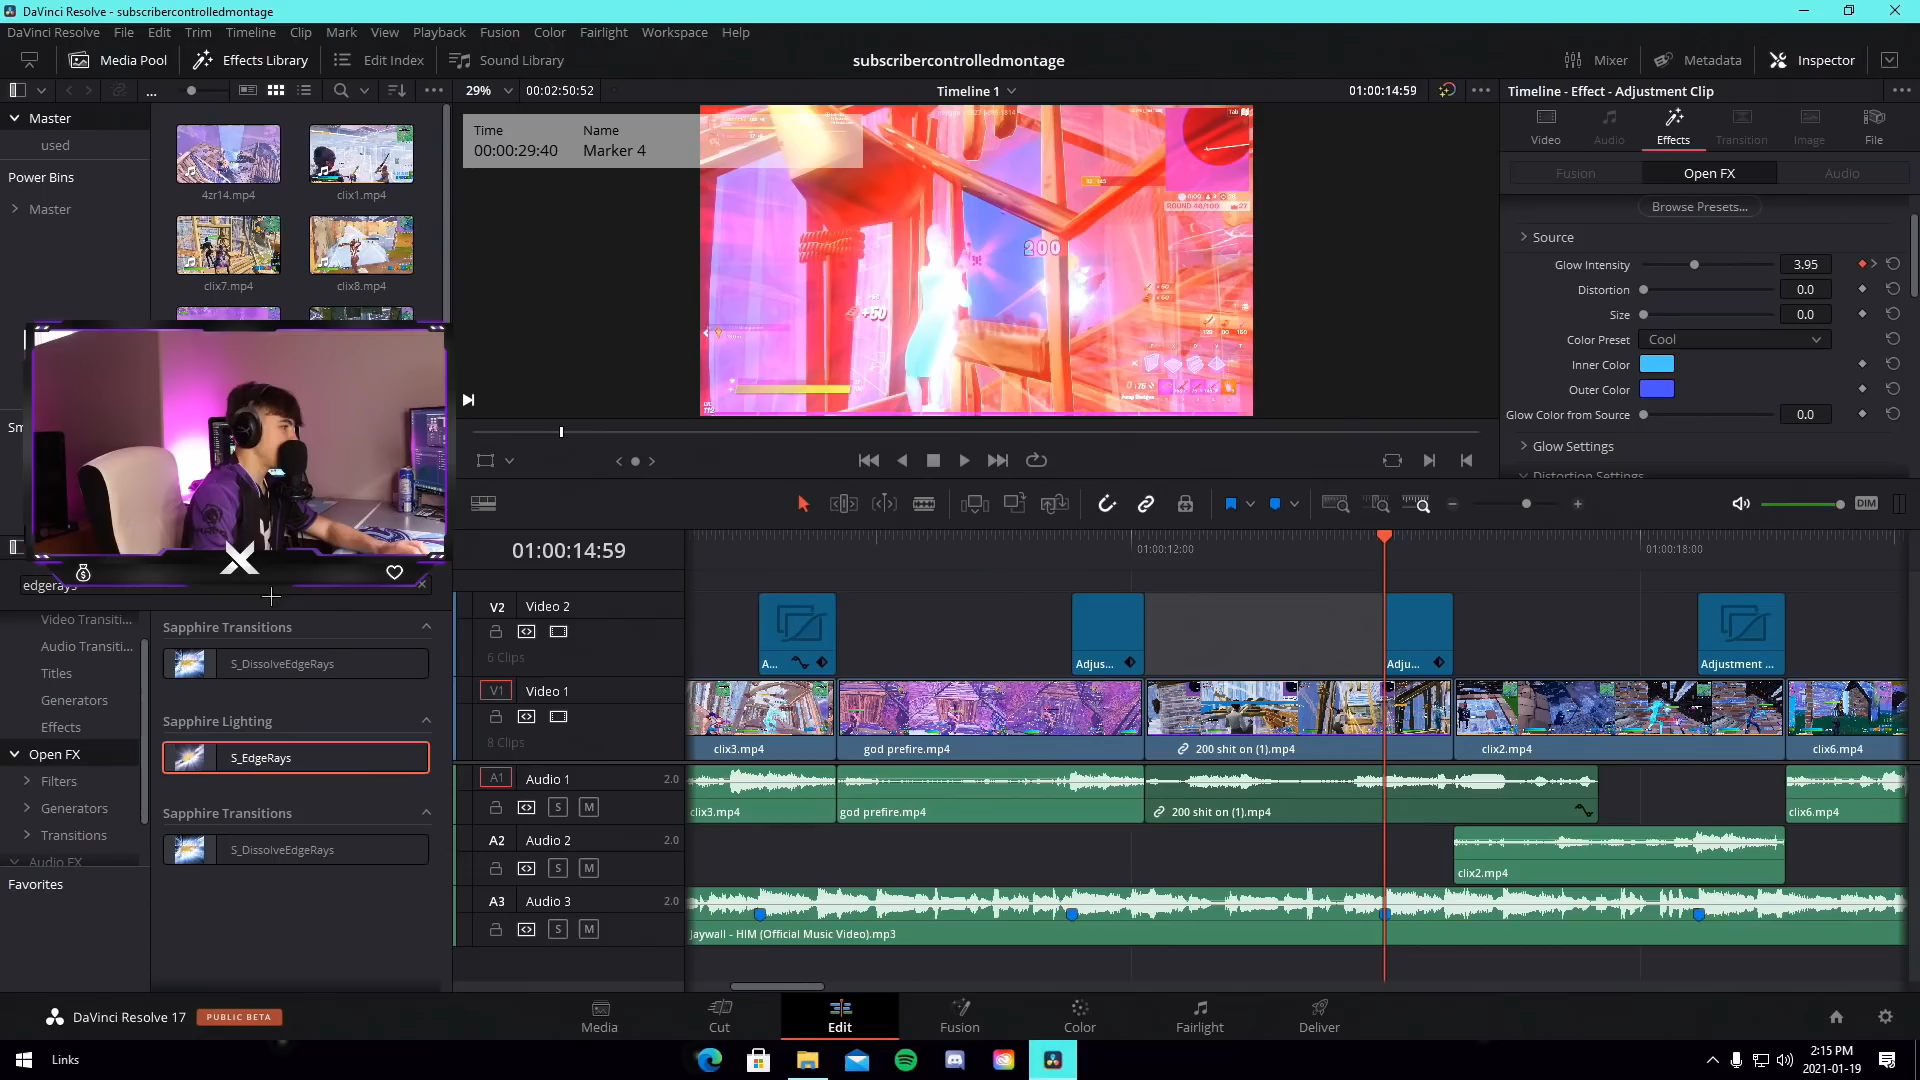 DaVinci Resolve - subscribercontrolledmontage
DaVinci Resolve File Edit Trim Timeline Clip Mark View Playback Fusion Color Fairlight Workspace Help
Media Pool Effects Library Edit Index Sound Library subscribercontrolledmontage Mixer Metadata Inspector
... 29% 00:02:50:52 Timeline 1 01:00:14:59 Timeline - Effect - Adjustment Clip
Master
used
Power Bins
Master
4zr14.mp4 clix1.mp4
clix7.mp4 clix8.mp4
Time Name
00:00:29:40 Marker 4
200
+50
Video Audio Effects Transition Image File
Fusion Open FX Audio
Browse Presets...
Source
Glow Intensity 3.95
Distortion 0.0
Size 0.0
Color Preset Cool
Inner Color
Outer Color
Glow Color from Source 0.0
Glow Settings
Distortion Settings
DIM
edgerays
Video Transiti...
Audio Transiti...
Titles
Generators
Effects
Open FX
Filters
Generators
Transitions
Audio FX
Favorites
Sapphire Transitions
S_DissolveEdgeRays
Sapphire Lighting
S_EdgeRays
Sapphire Transitions
S_DissolveEdgeRays
01:00:14:59
01:00:12:00 01:00:18:00
V2 Video 2
6 Clips
A... Adjus... Adju... Adjustment ...
V1 Video 1
8 Clips
clix3.mp4 god prefire.mp4 200 shit on (1).mp4 clix2.mp4 clix6.mp4
A1 Audio 1 2.0
S M
clix3.mp4 god prefire.mp4 200 shit on (1).mp4 clix6.mp4
A2 Audio 2 2.0
S M
clix2.mp4
A3 Audio 3 2.0
S M
Jaywall - HIM (Official Music Video).mp3
DaVinci Resolve 17 PUBLIC BETA
Media Cut Edit Fusion Color Fairlight Deliver
Links
2:15 PM
2021-01-19